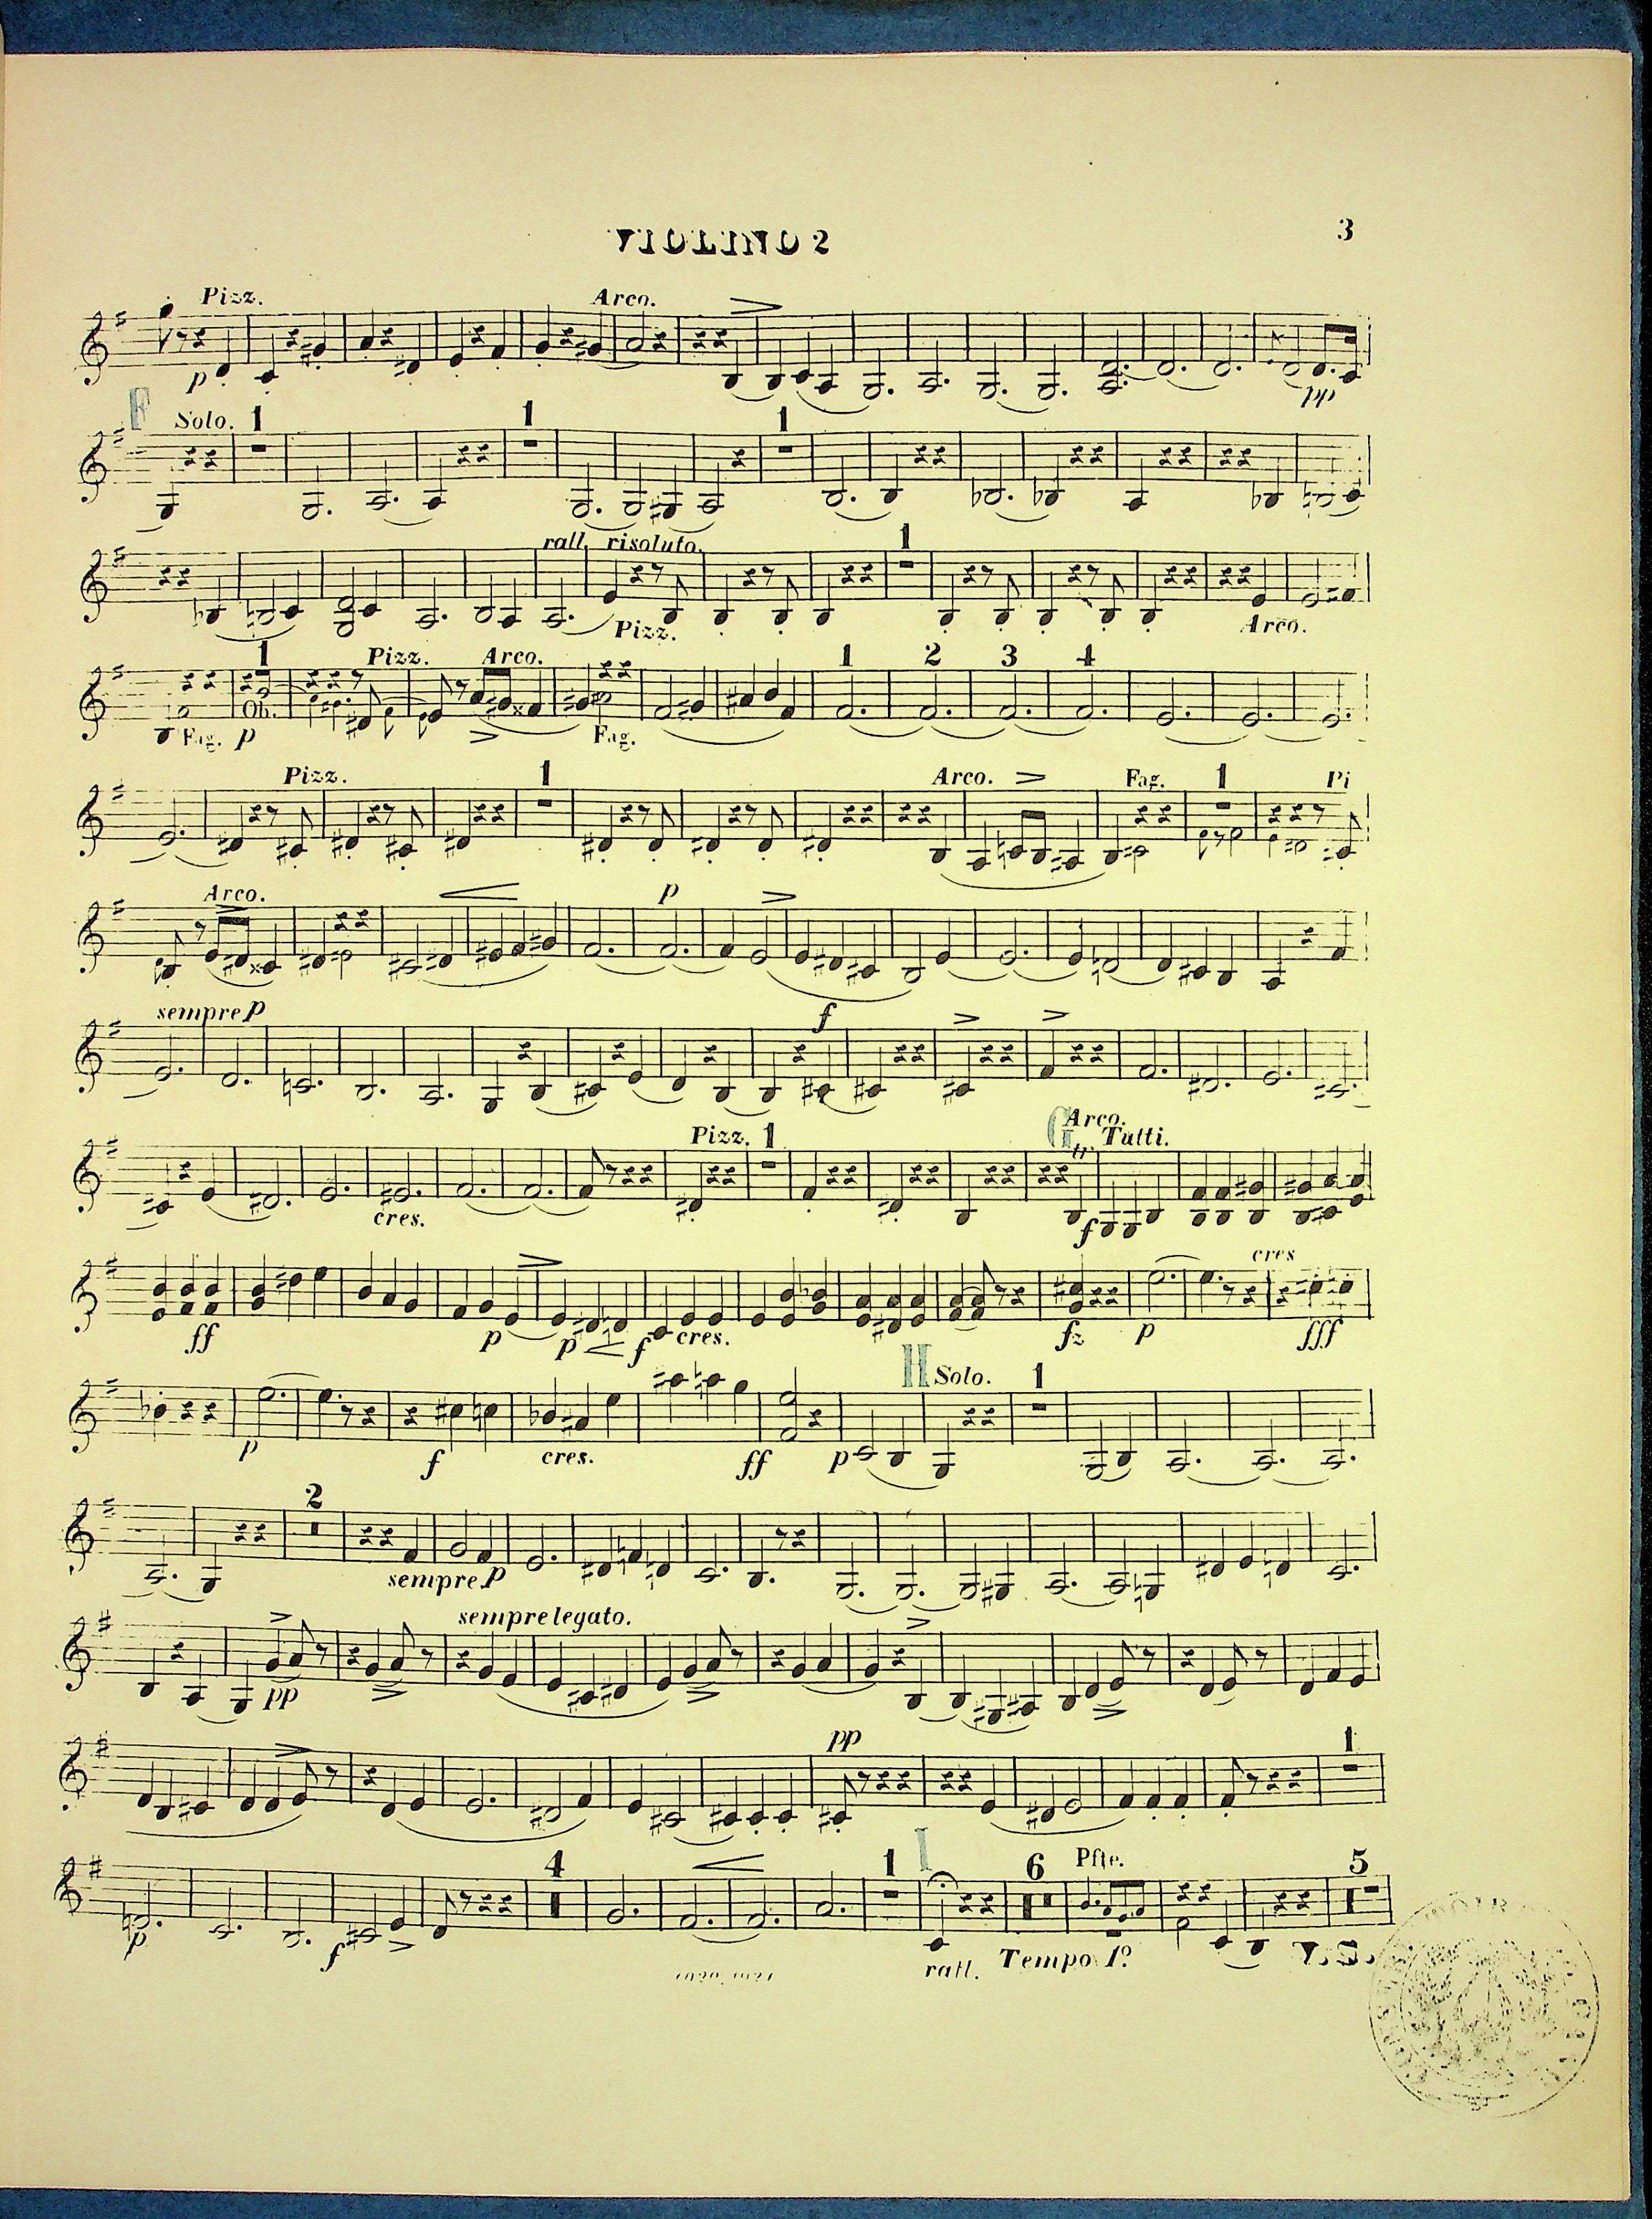 VIOLINO 2
3
Pizz. Arco.
p pp
F Solo. 1 1 1
rall. risoluto. 1
Pizz. Arco.
1 Pizz. Arco. 1 2 3 4
Ob.
Fag. p Fag.
Pizz. 1 Arco. Fag. 1 Pi
Arco. p
f
sempre p
G Arco.
Pizz. 1 tr Tutti.
cres. f
cres
ff p p f cres. fz p fff
H Solo. 1
p f cres. ff p
2
sempre p
sempre legato.
pp
pp 1
4 1 I 6 Pfte. 5
p f rall. Tempo 1º. V. S.